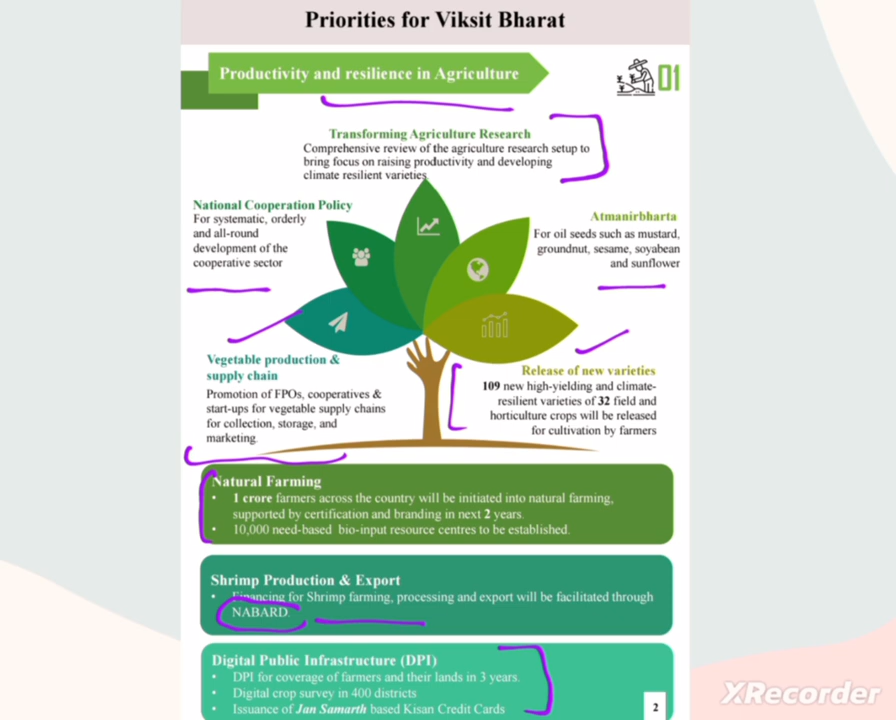 Priorities for Viksit Bharat
Productivity and resilience in Agriculture
01
Transforming Agriculture Research
Comprehensive review of the agriculture research setup to
bring focus on raising productivity and developing
climate resilient varieties
National Cooperation Policy
For systematic, orderly
and all-round
development of the
cooperative sector
Atmanirbharta
For oil seeds such as mustard,
groundnut, sesame, soyabean
and sunflower
Vegetable production &
supply chain
Promotion of FPOs, cooperatives &
start-ups for vegetable supply chains
for collection, storage, and
marketing
Release of new varieties
109 new high-yielding and climate-
resilient varieties of 32 field and
horticulture crops will be released
for cultivation by farmers
Natural Farming
• 1 crore farmers across the country will be initiated into natural farming,
supported by certification and branding in next 2 years.
• 10,000 need-based bio-input resource centres to be established.
Shrimp Production & Export
• Financing for Shrimp farming, processing and export will be facilitated through
NABARD.
Digital Public Infrastructure (DPI)
• DPI for coverage of farmers and their lands in 3 years.
• Digital crop survey in 400 districts
• Issuance of Jan Samarth based Kisan Credit Cards
2
XRecorder